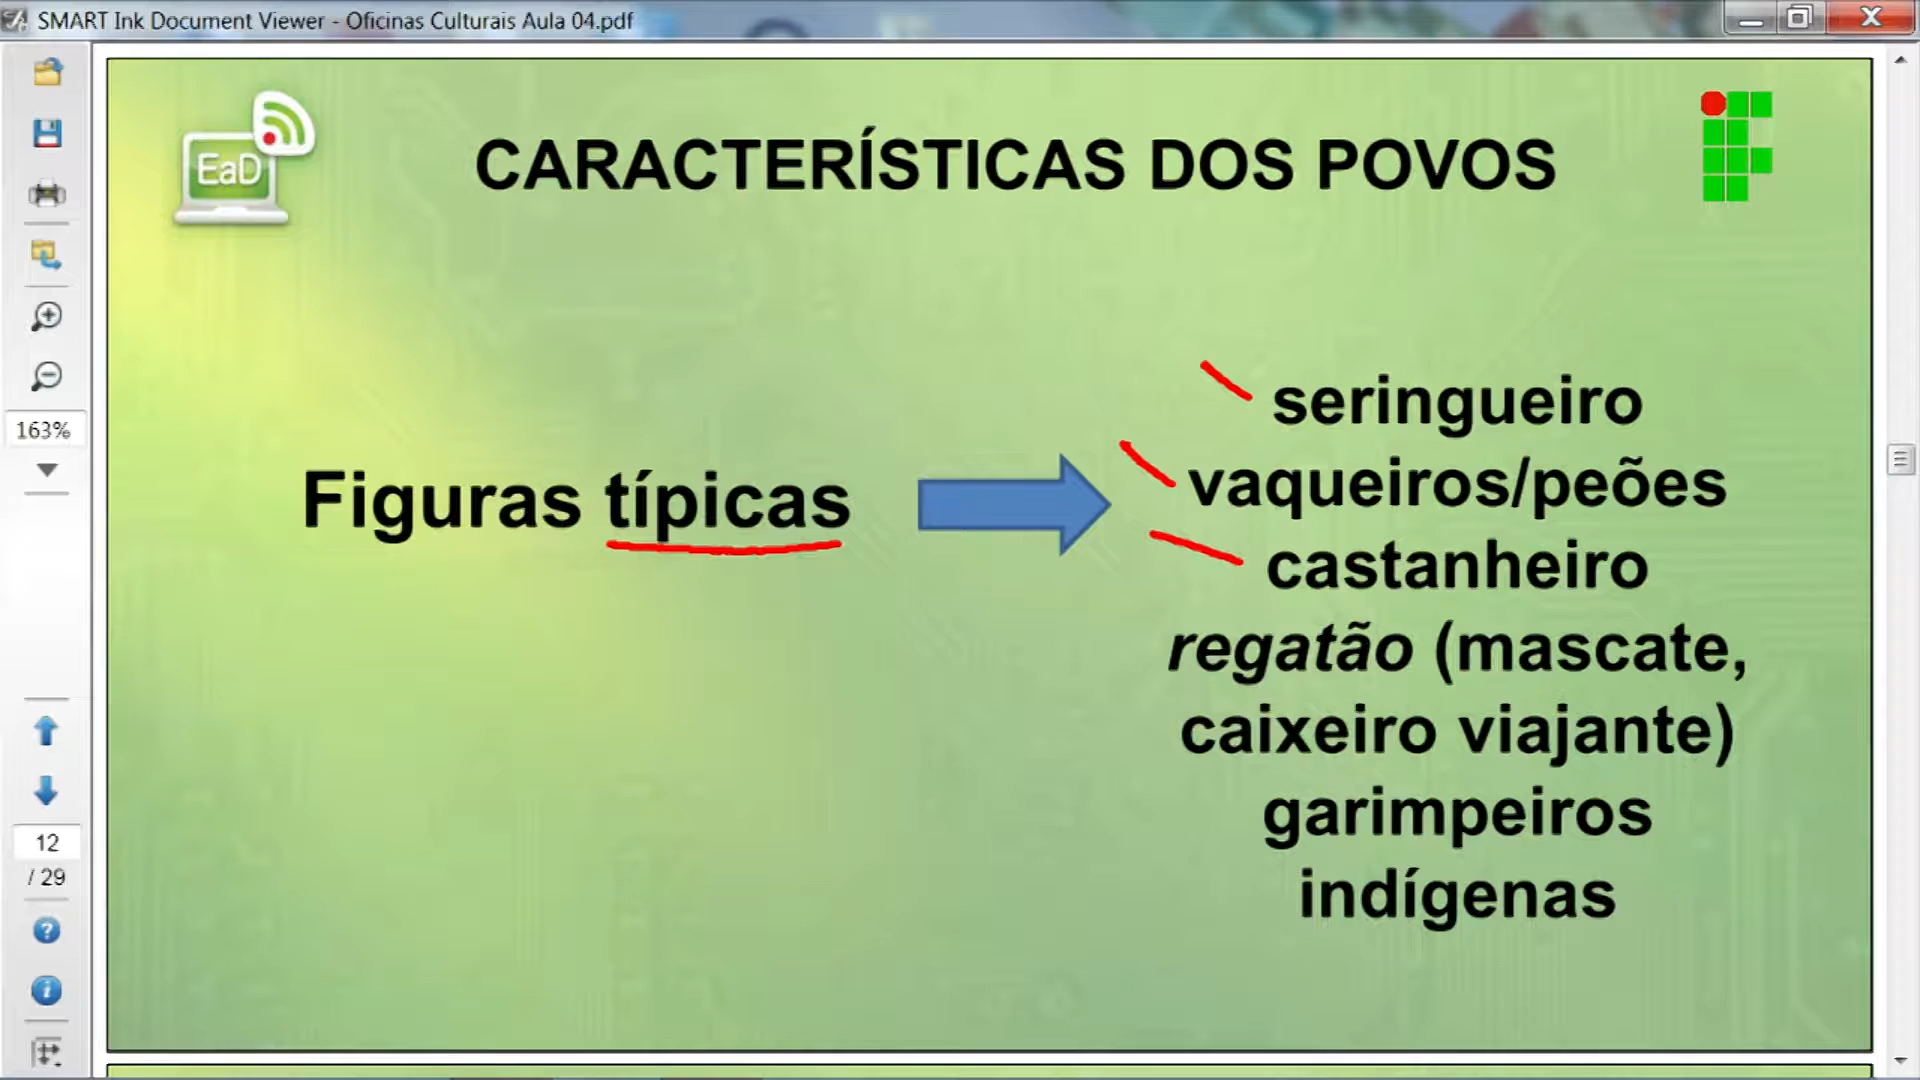 SMART Ink Document Viewer - Oficinas Culturais Aula 04.pdf
EaD
CARACTERÍSTICAS DOS POVOS
163%
Figuras típicas
seringueiro
vaqueiros/peões
castanheiro
regatão (mascate,
caixeiro viajante)
garimpeiros
indígenas
12
/ 29